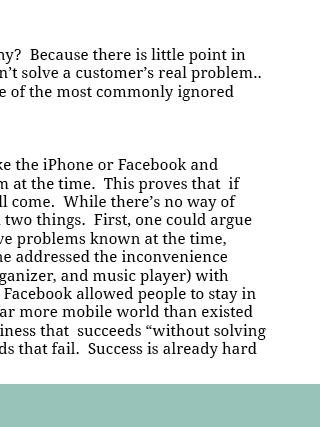 hy?  Because there is little point in
n’t solve a customer’s real problem..
e of the most commonly ignored
ke the iPhone or Facebook and
m at the time.  This proves that  if
ll come.  While there’s no way of
two things.  First, one could argue
ve problems known at the time,
ne addressed the inconvenience
ganizer, and music player) with
Facebook allowed people to stay in
far more mobile world than existed
iness that  succeeds “without solving
ds that fail.  Success is already hard